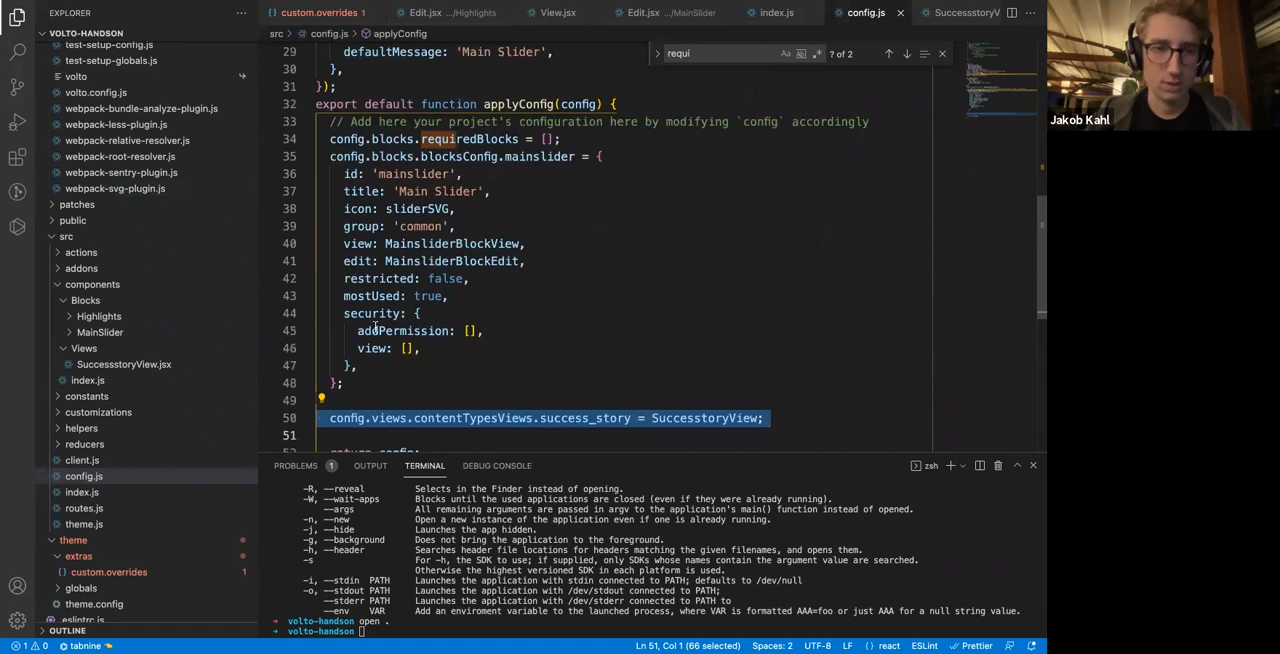 EXPLORER
VOLTO-HANDSON
test-setup-config.js
test-setup-globals.js
volto
volto.config.js
webpack-bundle-analyze-plugin.js
webpack-less-plugin.js
webpack-relative-resolver.js
webpack-root-resolver.js
webpack-sentry-plugin.js
webpack-svg-plugin.js
patches
public
src
actions
addons
components
Blocks
Highlights
MainSlider
Views
SuccessstoryView.jsx
index.js
constants
customizations
helpers
reducers
client.js
config.js
index.js
routes.js
theme.js
theme
extras
custom.overrides 1
globals
theme.config
.eslintrc.js
OUTLINE
custom.overrides 1
Edit.jsx .../Highlights
View.jsx
Edit.jsx .../MainSlider
index.js
config.js
SuccessstoryV
src > config.js > applyConfig
requi
Aa
? of 2
29 defaultMessage: 'Main Slider',
30 },
31 });
32 export default function applyConfig(config) {
33 // Add here your project's configuration here by modifying `config` accordingly
34 config.blocks.requiredBlocks = [];
35 config.blocks.blocksConfig.mainslider = {
36 id: 'mainslider',
37 title: 'Main Slider',
38 icon: sliderSVG,
39 group: 'common',
40 view: MainsliderBlockView,
41 edit: MainsliderBlockEdit,
42 restricted: false,
43 mostUsed: true,
44 security: {
45 addPermission: [],
46 view: [],
47 },
48 };
49
50 config.views.contentTypesViews.success_story = SuccesstoryView;
51
PROBLEMS 1 OUTPUT TERMINAL DEBUG CONSOLE
zsh
-R, --reveal Selects in the Finder instead of opening.
-W, --wait-apps Blocks until the used applications are closed (even if they were already running).
--args All remaining arguments are passed in argv to the application's main() function instead of opened.
-n, --new Open a new instance of the application even if one is already running.
-j, --hide Launches the app hidden.
-g, --background Does not bring the application to the foreground.
-h, --header Searches header file locations for headers matching the given filenames, and opens them.
-s For -h, the SDK to use; if supplied, only SDKs whose names contain the argument value are searched.
Otherwise the highest versioned SDK in each platform is used.
-i, --stdin PATH Launches the application with stdin connected to PATH; defaults to /dev/null
-o, --stdout PATH Launches the application with /dev/stdout connected to PATH;
--stderr PATH Launches the application with /dev/stderr connected to PATH to
--env VAR Add an enviroment variable to the launched process, where VAR is formatted AAA=foo or just AAA for a null string value.
volto-handson open .
volto-handson
1 0 tabnine
Ln 51, Col 1 (66 selected) Spaces: 2 UTF-8 LF { } react ESLint Prettier
Jakob Kahl